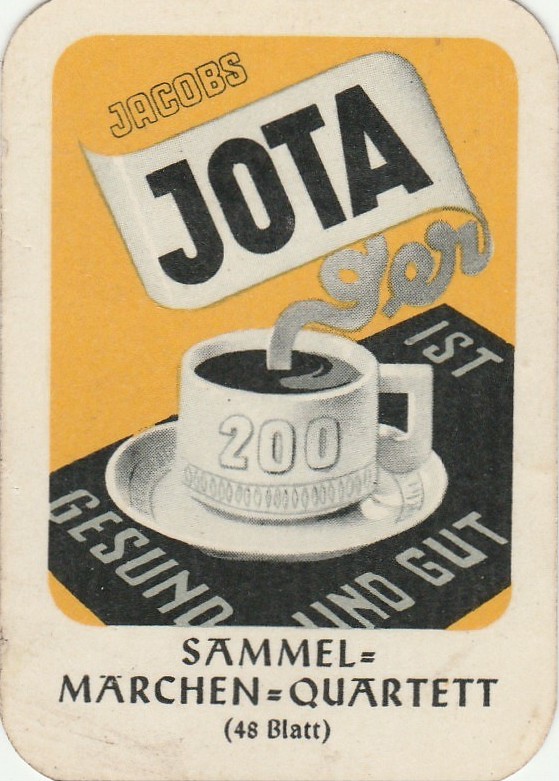 JACOBS
JOTA
ger
IST
200
GESUND UND GUT
SAMMEL=
MÄRCHEN=QUARTETT
(48 Blatt)